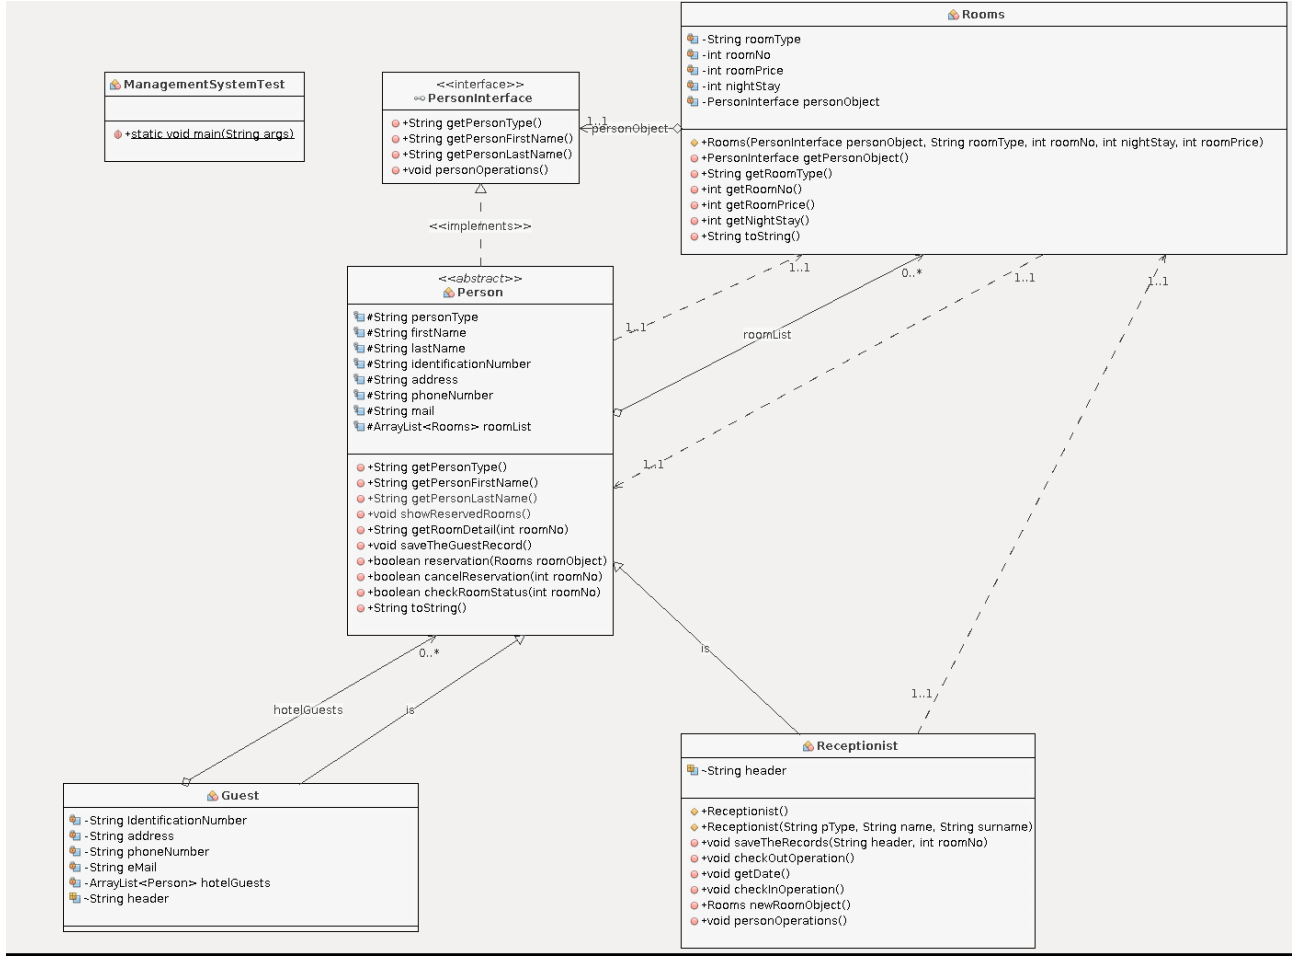 Rooms
-String roomType
-int roomNo
-int roomPrice
-int nightStay
-PersonInterface personObject
+Rooms(PersonInterface personObject, String roomType, int roomNo, int nightStay, int roomPrice)
+PersonInterface getPersonObject()
+String getRoomType()
+int getRoomNo()
+int getRoomPrice()
+int getNightStay()
+String toString()
ManagementSystemTest
+static void main(String args)
<<interface>>
PersonInterface
+String getPersonType()
+String getPersonFirstName()
+String getPersonLastName()
+void personOperations()
1..1
personObject
<<implements>>
1..1
0..*
1..1
1..1
1..1
roomList
1..1
<<abstract>>
Person
#String personType
#String firstName
#String lastName
#String identificationNumber
#String address
#String phoneNumber
#String mail
#ArrayList<Rooms> roomList
+String getPersonType()
+String getPersonFirstName()
+String getPersonLastName()
+void showReservedRooms()
+String getRoomDetail(int roomNo)
+void saveTheGuestRecord()
+boolean reservation(Rooms roomObject)
+boolean cancelReservation(int roomNo)
+boolean checkRoomStatus(int roomNo)
+String toString()
0..*
is
1..1
hotelGuests
is
Guest
-String IdentificationNumber
-String address
-String phoneNumber
-String eMail
-ArrayList<Person> hotelGuests
~String header
Receptionist
~String header
+Receptionist()
+Receptionist(String pType, String name, String surname)
+void saveTheRecords(String header, int roomNo)
+void checkOutOperation()
+void getDate()
+void checkInOperation()
+Rooms newRoomObject()
+void personOperations()